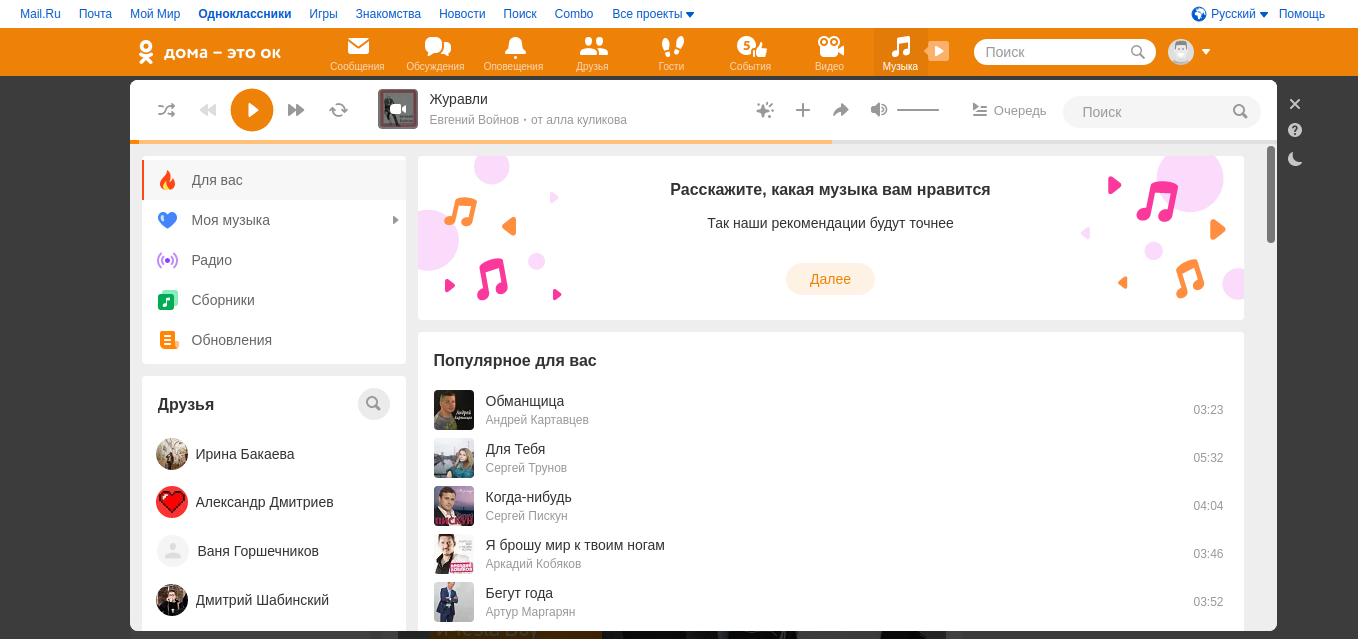 Mail.Ru Почта Мой Мир Одноклассники Игры Знакомства Новости Поиск Combo Все проекты Русский Помощь
дома – это ок
5
Сообщения Обсуждения Оповещения Друзья Гости События Видео Музыка Поиск
Журавли
Евгений Войнов • от алла куликова
Очередь
Поиск
Для вас
Моя музыка
Радио
Сборники
Обновления
Друзья
Ирина Бакаева
Александр Дмитриев
Ваня Горшечников
Дмитрий Шабинский
Расскажите, какая музыка вам нравится
Так наши рекомендации будут точнее
Далее
Популярное для вас
Обманщица
Андрей Картавцев
03:23
Для Тебя
Сергей Трунов
05:32
Когда-нибудь
Сергей Пискун
04:04
ПИСКУН
Я брошу мир к твоим ногам
Аркадий Кобяков
03:46
Бегут года
Артур Маргарян
03:52